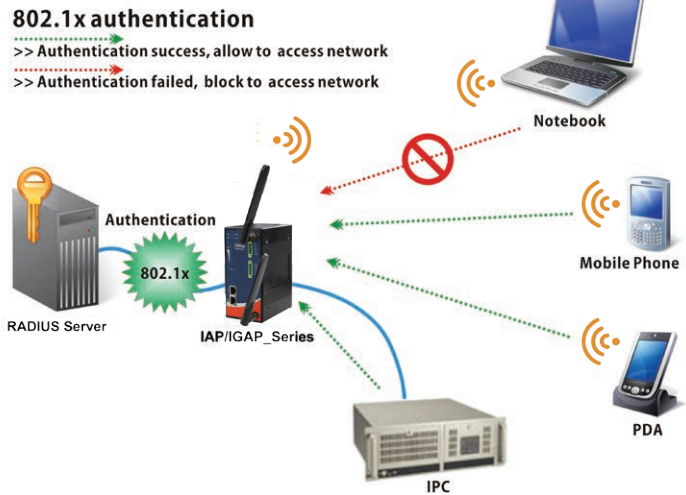 802.1x authentication
>> Authentication success, allow to access network
>> Authentication failed, block to access network
Notebook
Authentication
802.1x
Mobile Phone
RADIUS Server
IAP/IGAP_Series
PDA
IPC